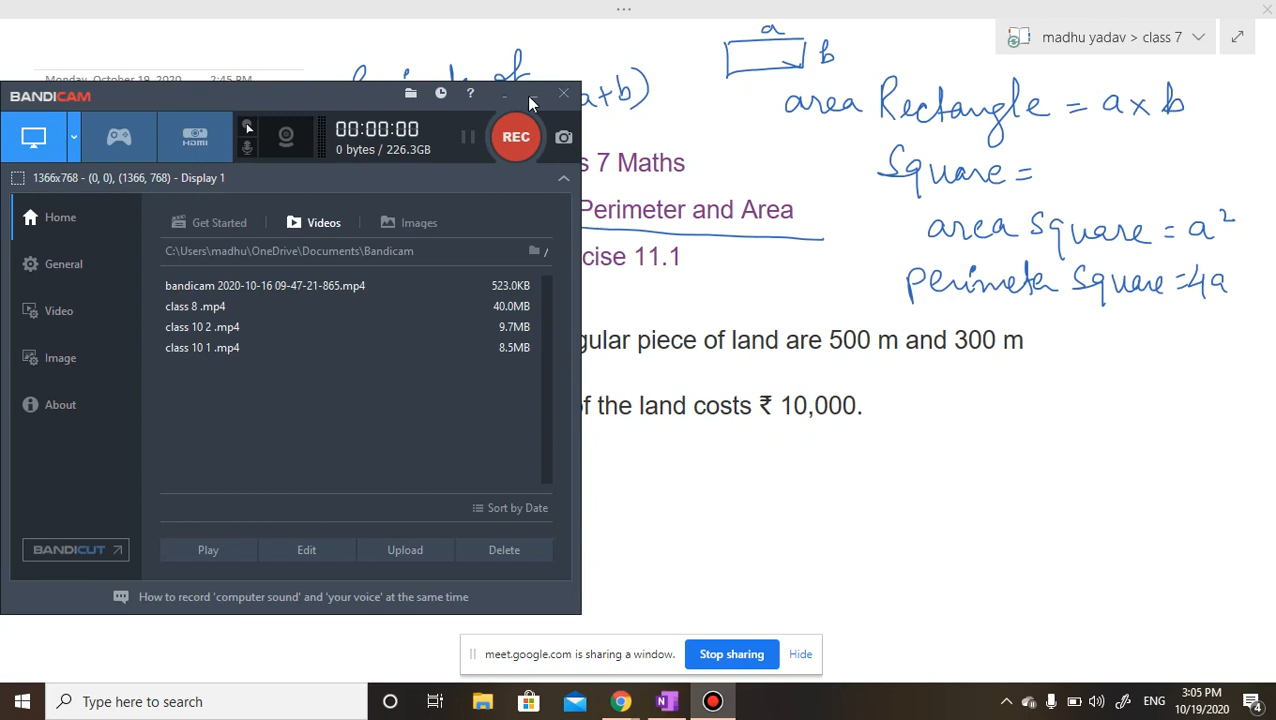 ...
madhu yadav > class 7
a
Monday, October 19, 2020 2:45 PM
of
b
a+b)
area Rectangle = a x b
BANDICAM
?
HDMI
00:00:00
0 bytes / 226.3GB
REC
s 7 Maths
Square =
1366x768 - (0, 0), (1366, 768) - Display 1
Perimeter and Area
Home
Get Started
Videos
Images
area Square = a²
C:\Users\madhu\OneDrive\Documents\Bandicam
/
cise 11.1
General
Perimeter Square = 4a
bandicam 2020-10-16 09-47-21-865.mp4 523.0KB
class 8 .mp4 40.0MB
Video
class 10 2 .mp4 9.7MB
class 10 1 .mp4 8.5MB
gular piece of land are 500 m and 300 m
Image
About
of the land costs ₹ 10,000.
Sort by Date
BANDICUT
Play Edit Upload Delete
How to record 'computer sound' and 'your voice' at the same time
meet.google.com is sharing a window.
Stop sharing
Hide
Type here to search
ENG
3:05 PM
10/19/2020
4